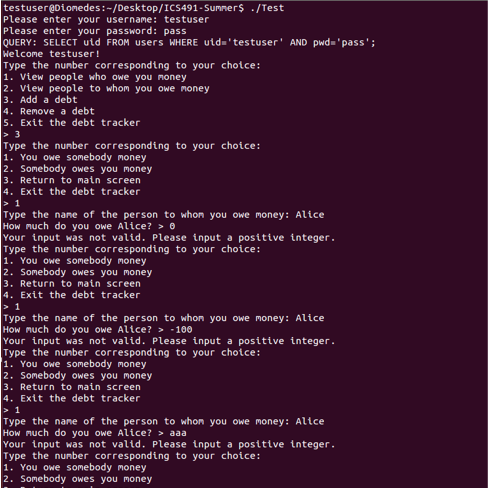 testuser@Diomedes:~/Desktop/ICS491-Summer$ ./Test
Please enter your username: testuser
Please enter your password: pass
QUERY: SELECT uid FROM users WHERE uid='testuser' AND pwd='pass';
Welcome testuser!
Type the number corresponding to your choice:
1. View people who owe you money
2. View people to whom you owe money
3. Add a debt
4. Remove a debt
5. Exit the debt tracker
> 3
Type the number corresponding to your choice:
1. You owe somebody money
2. Somebody owes you money
3. Return to main screen
4. Exit the debt tracker
> 1
Type the name of the person to whom you owe money: Alice
How much do you owe Alice? > 0
Your input was not valid. Please input a positive integer.
Type the number corresponding to your choice:
1. You owe somebody money
2. Somebody owes you money
3. Return to main screen
4. Exit the debt tracker
> 1
Type the name of the person to whom you owe money: Alice
How much do you owe Alice? > -100
Your input was not valid. Please input a positive integer.
Type the number corresponding to your choice:
1. You owe somebody money
2. Somebody owes you money
3. Return to main screen
4. Exit the debt tracker
> 1
Type the name of the person to whom you owe money: Alice
How much do you owe Alice? > aaa
Your input was not valid. Please input a positive integer.
Type the number corresponding to your choice:
1. You owe somebody money
2. Somebody owes you money